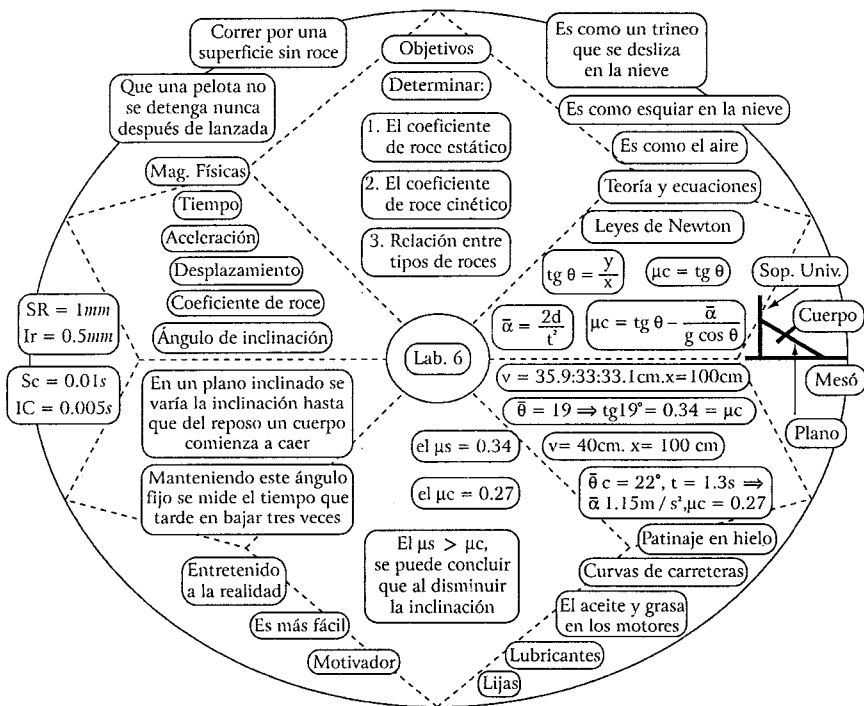 Correr por una
superficie sin roce
Que una pelota no
se detenga nunca
después de lanzada
Objetivos
Determinar:
1. El coeficiente
de roce estático
2. El coeficiente
de roce cinético
3. Relación entre
tipos de roces
Es como un trineo
que se desliza
en la nieve
Es como esquiar en la nieve
Es como el aire
Teoría y ecuaciones
Leyes de Newton
tg θ = y/x
μc = tg θ
ᾱ = 2d/t²
μc = tg θ - ᾱ/(g cos θ)
Sop. Univ.
Cuerpo
Mesó
Plano
Mag. Físicas
Tiempo
Aceleración
Desplazamiento
Coeficiente de roce
Ángulo de inclinación
SR = 1mm
Ir = 0.5mm
Sc = 0.01s
IC = 0.005s
Lab. 6
En un plano inclinado se
varía la inclinación hasta
que del reposo un cuerpo
comienza a caer
Manteniendo este ángulo
fijo se mide el tiempo que
tarde en bajar tres veces
el μs = 0.34
el μc = 0.27
El μs > μc,
se puede concluir
que al disminuir
la inclinación
v = 35.9:33:33.1cm.x=100cm
θ̄ = 19 ⇒ tg19° = 0.34 = μc
v= 40cm. x= 100 cm
θ̄ c = 22°, t = 1.3s ⇒
ᾱ 1.15m / s²,μc = 0.27
Patinaje en hielo
Curvas de carreteras
El aceite y grasa
en los motores
Lubricantes
Lijas
Entretenido
a la realidad
Es más fácil
Motivador